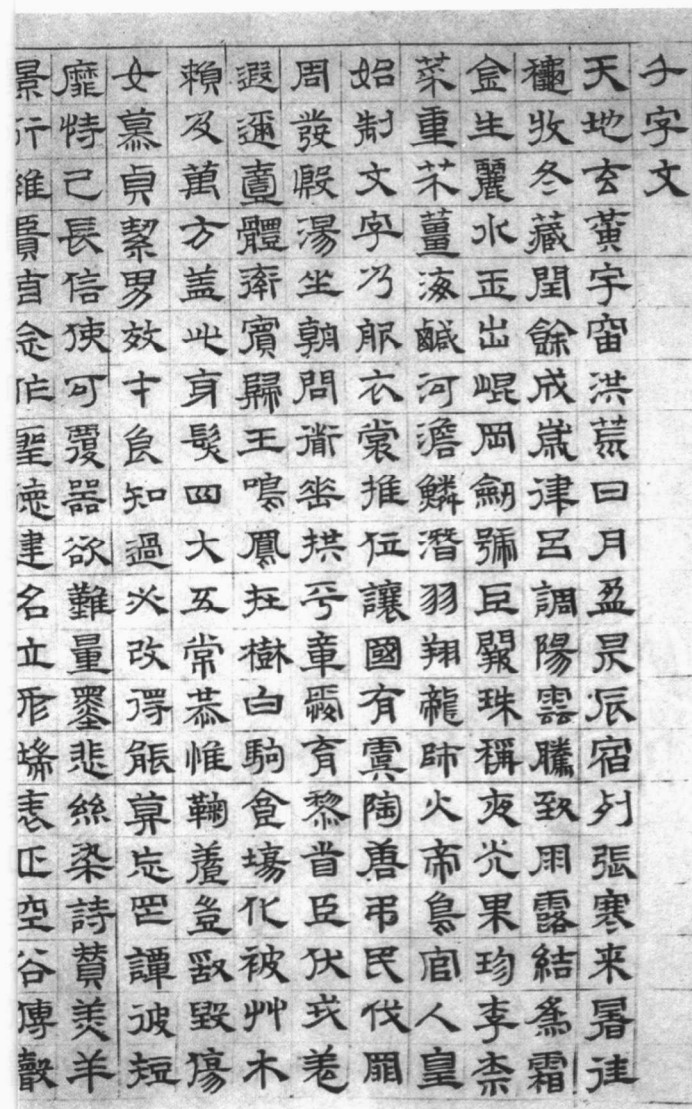 千字文
天地玄黃宇宙洪荒日月盈昃辰宿列張寒来暑往
穐收冬藏閏餘成歲律呂調陽雲騰致雨露結為霜
金生麗水玉出崐岡劒號巨闕珠稱夜光果珍李柰
菜重芥薑海鹹河澹鱗潛羽翔龍師火帝鳥官人皇
始制文字乃服衣裳推位讓國有虞陶唐弔民伐罪
周發殷湯坐朝問衜垂拱平章愛育黎首臣伏戎羌
遐邇壹體率賓歸王鳴鳳在樹白駒食場化被艸木
賴及萬方盖此身髮四大五常恭惟鞠養豈敢毀傷
女慕貞絜男效才良知過必改得能莫忘罔譚彼短
靡恃己長信使可覆器欲難量墨悲絲染詩賛羔羊
景行維賢克念作聖德建名立形端表正空谷傳聲